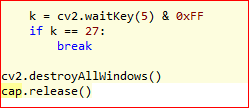 k = cv2.waitKey(5) & 0xFF
if k == 27:
break
cv2.destroyAllWindows()
cap.release()